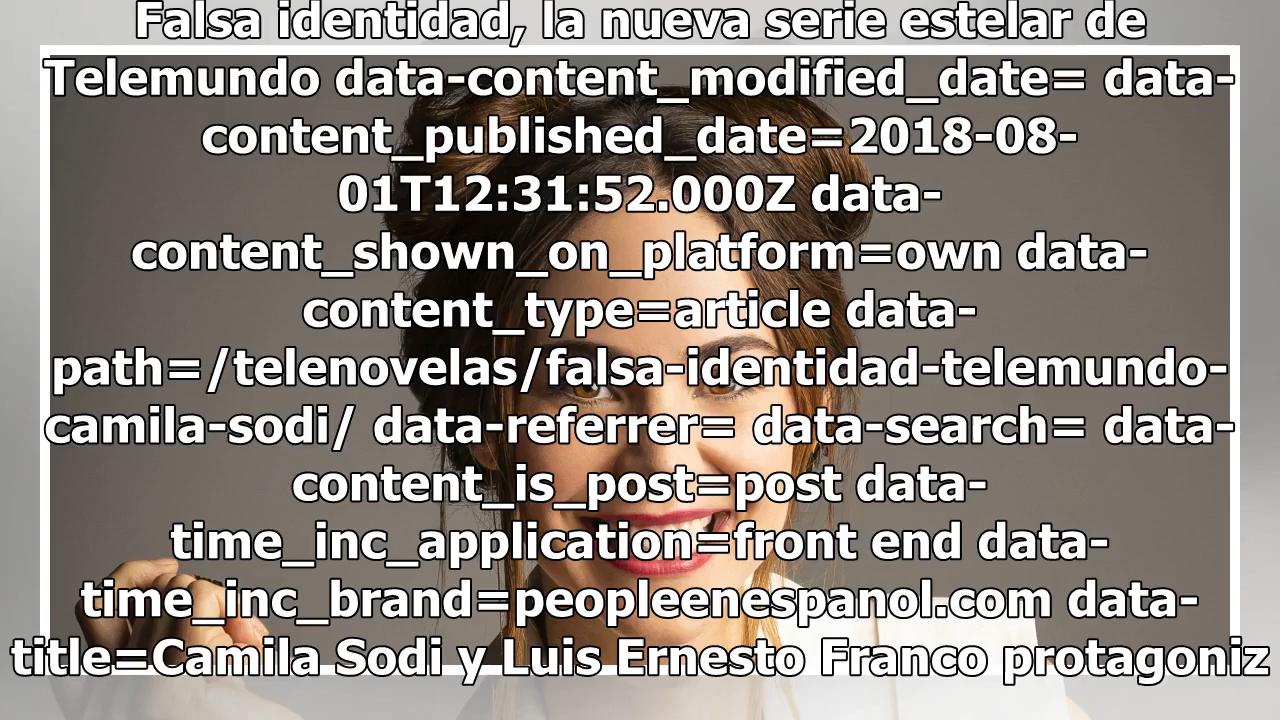 Falsa identidad, la nueva serie estelar de
Telemundo data-content_modified_date= data-
content_published_date=2018-08-
01T12:31:52.000Z data-
content_shown_on_platform=own data-
content_type=article data-
path=/telenovelas/falsa-identidad-telemundo-
camila-sodi/ data-referrer= data-search= data-
content_is_post=post data-
time_inc_application=front end data-
time_inc_brand=peopleenespanol.com data-
title=Camila Sodi y Luis Ernesto Franco protagoniz